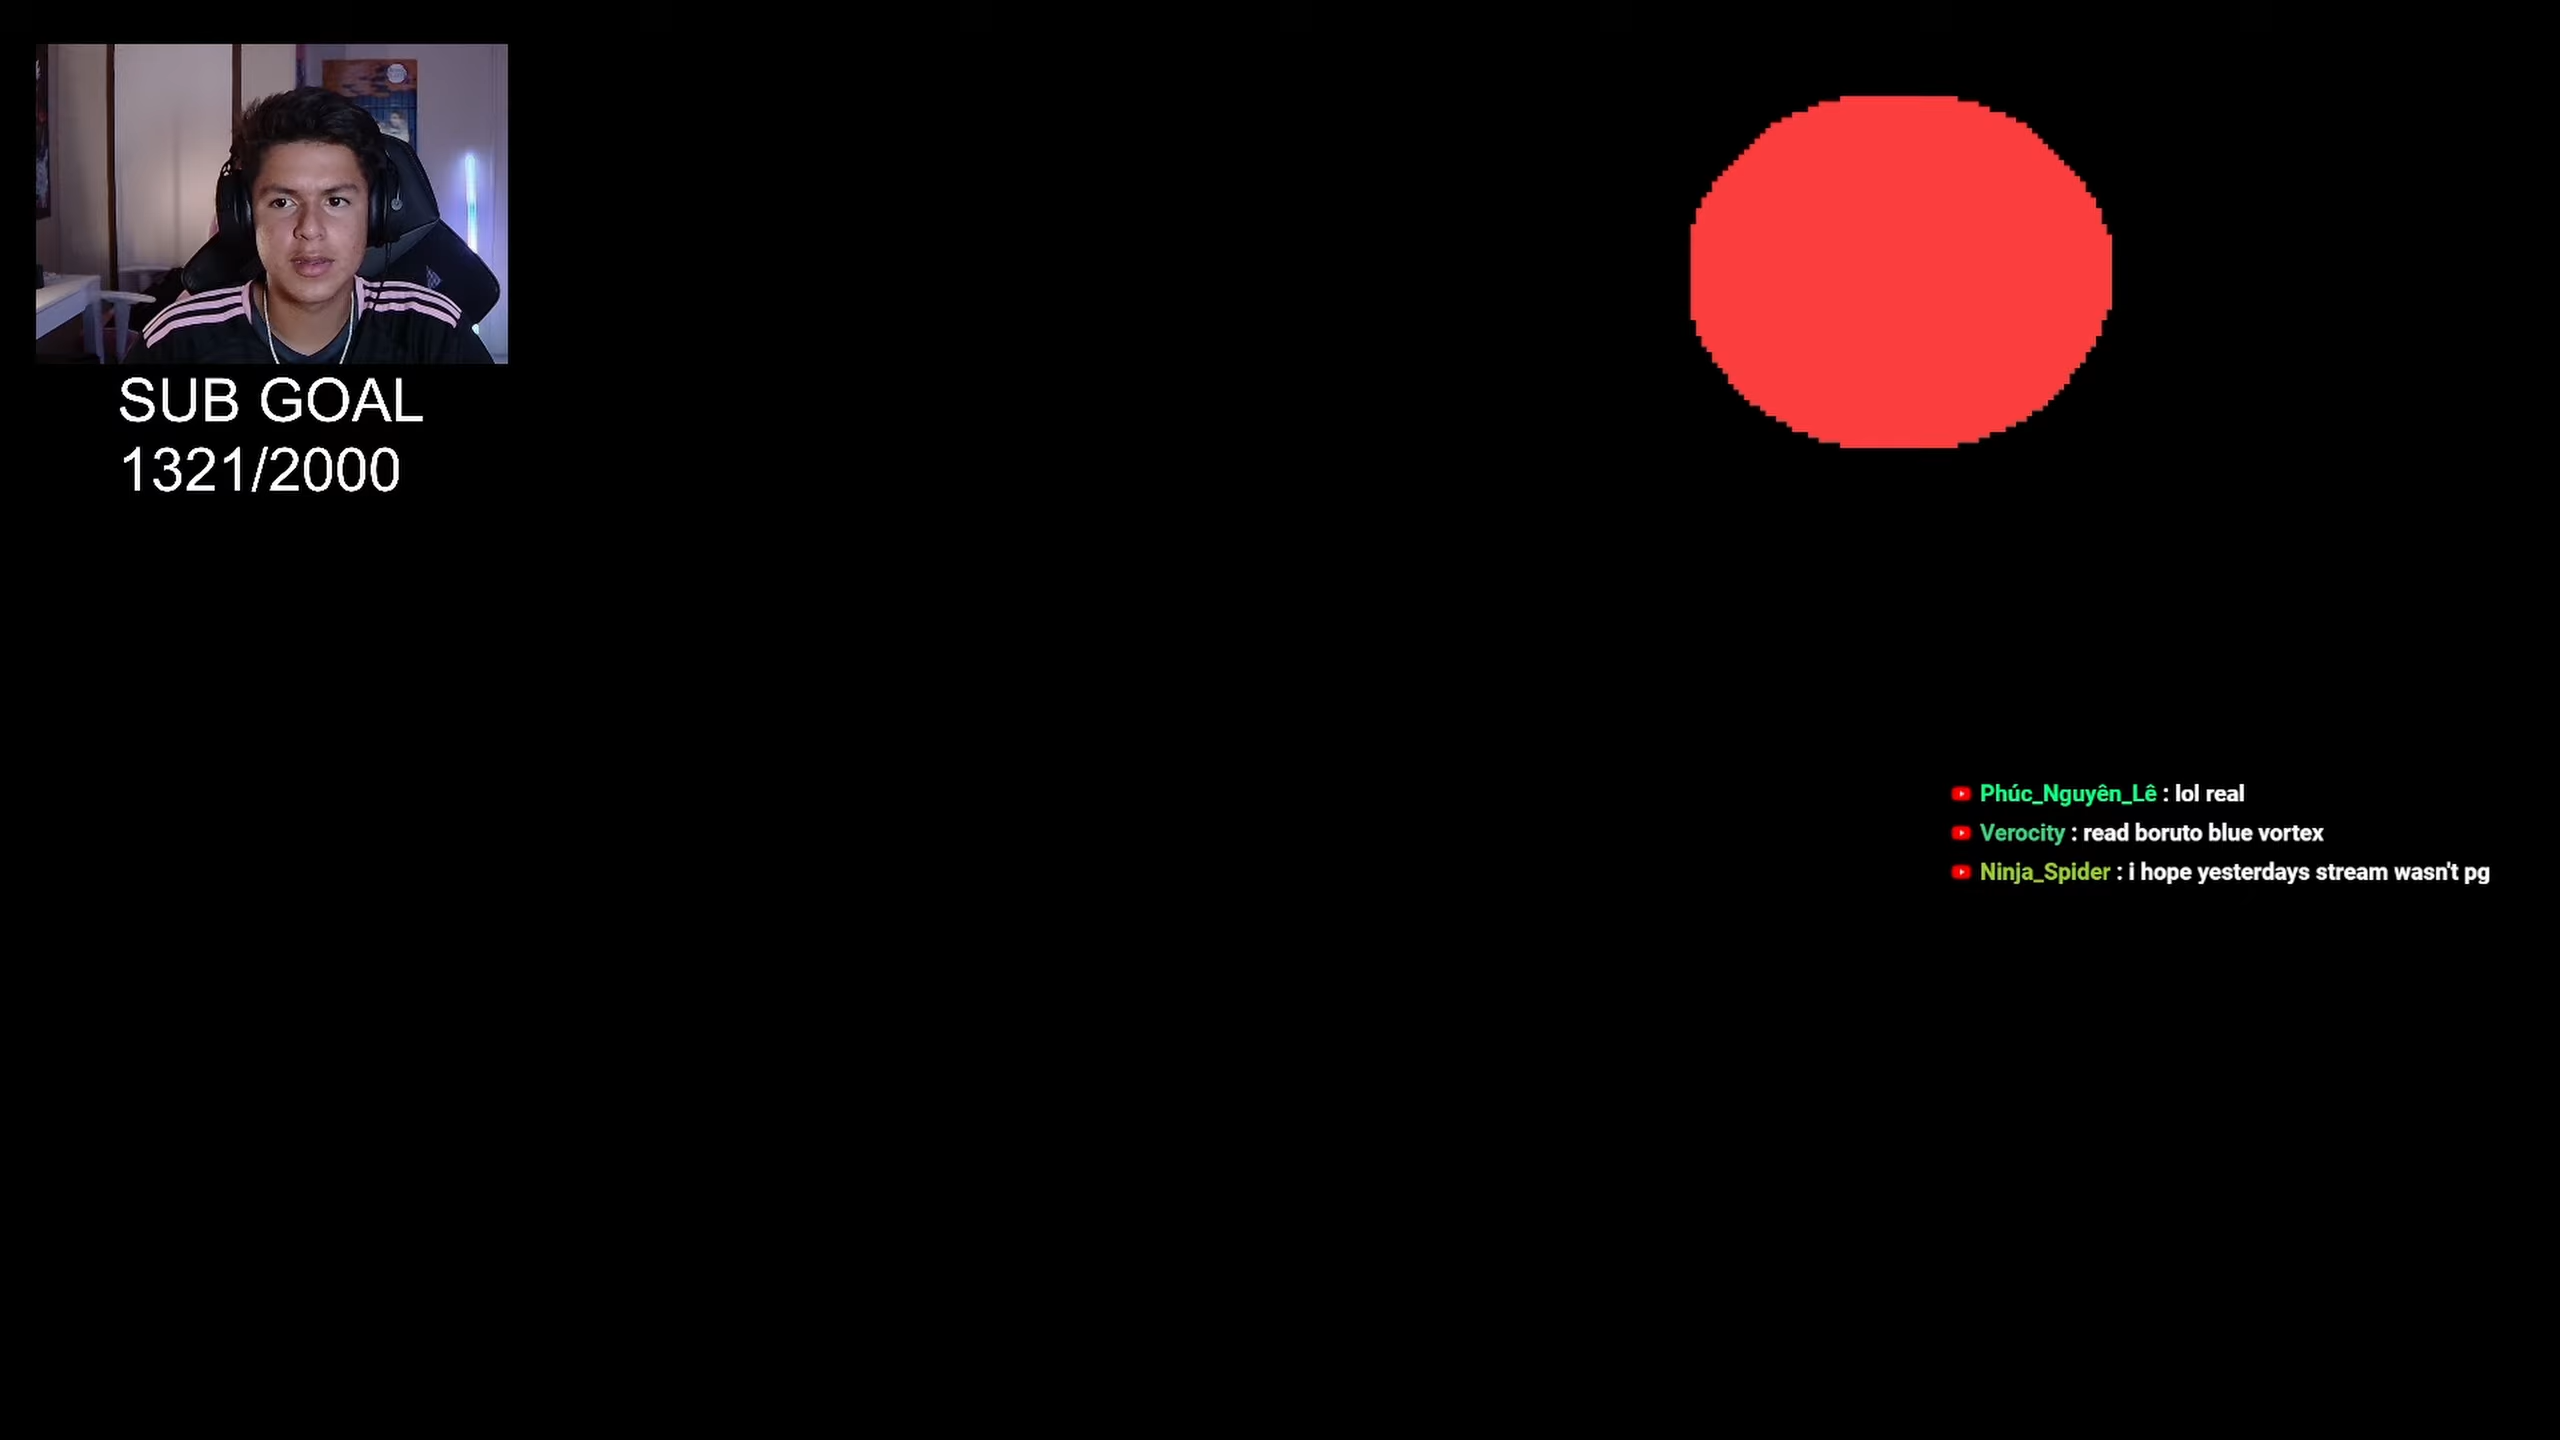 SUB GOAL
1321/2000
Phúc_Nguyên_Lê : lol real
Verocity : read boruto blue vortex
Ninja_Spider : i hope yesterdays stream wasn't pg